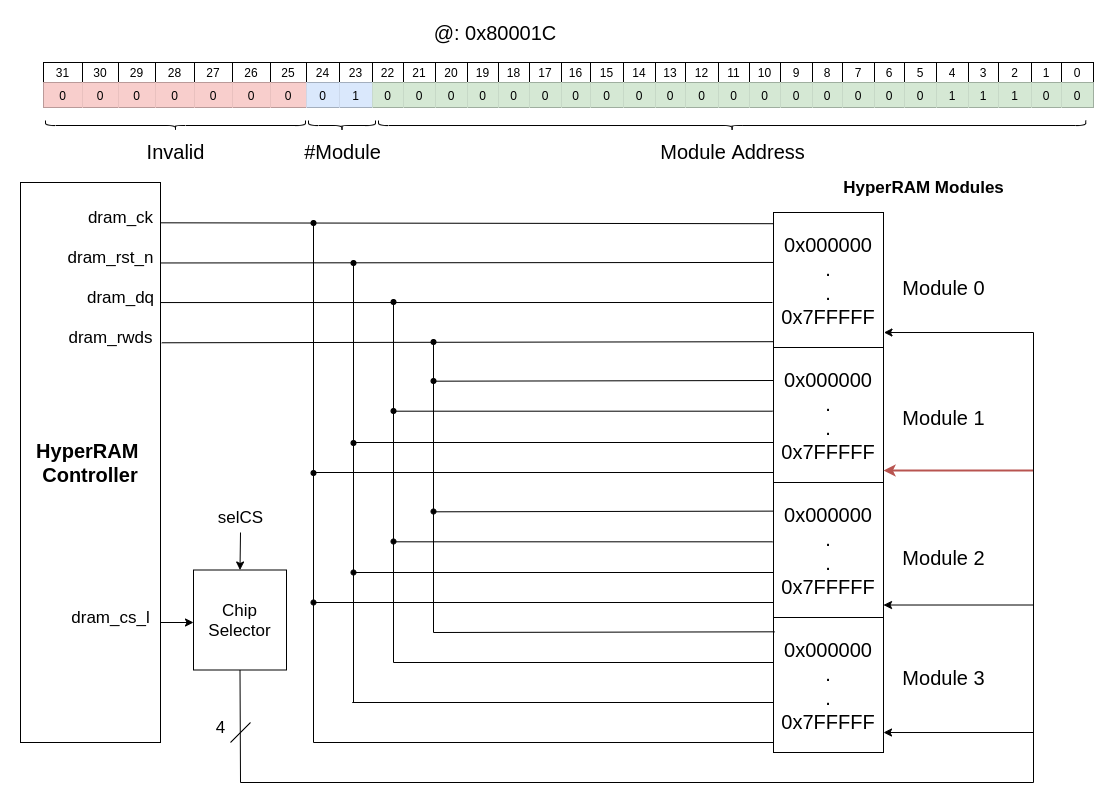 @: 0x80001C
31 30 29 28 27 26 25 24 23 22 21 20 19 18 17 16 15 14 13 12 11 10 9 8 7 6 5 4 3 2 1 0
0 0 0 0 0 0 0 0 1 0 0 0 0 0 0 0 0 0 0 0 0 0 0 0 0 0 0 1 1 1 0 0
Invalid #Module Module Address
HyperRAM Modules
dram_ck
dram_rst_n
dram_dq
dram_rwds
HyperRAM
Controller
selCS
dram_cs_l
Chip
Selector
4
0x000000
.
.
0x7FFFFF
Module 0
0x000000
.
.
0x7FFFFF
Module 1
0x000000
.
.
0x7FFFFF
Module 2
0x000000
.
.
0x7FFFFF
Module 3